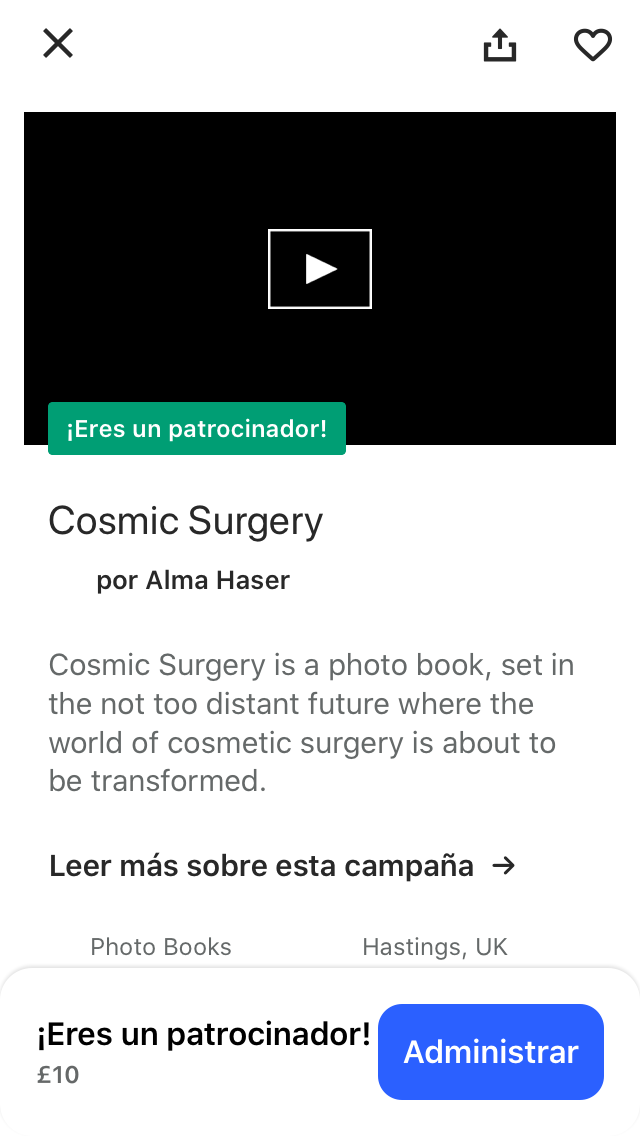 ¡Eres un patrocinador!
Cosmic Surgery
por Alma Haser
Cosmic Surgery is a photo book, set in
the not too distant future where the
world of cosmetic surgery is about to
be transformed.
Leer más sobre esta campaña →
Photo Books
Hastings, UK
¡Eres un patrocinador!
£10
Administrar